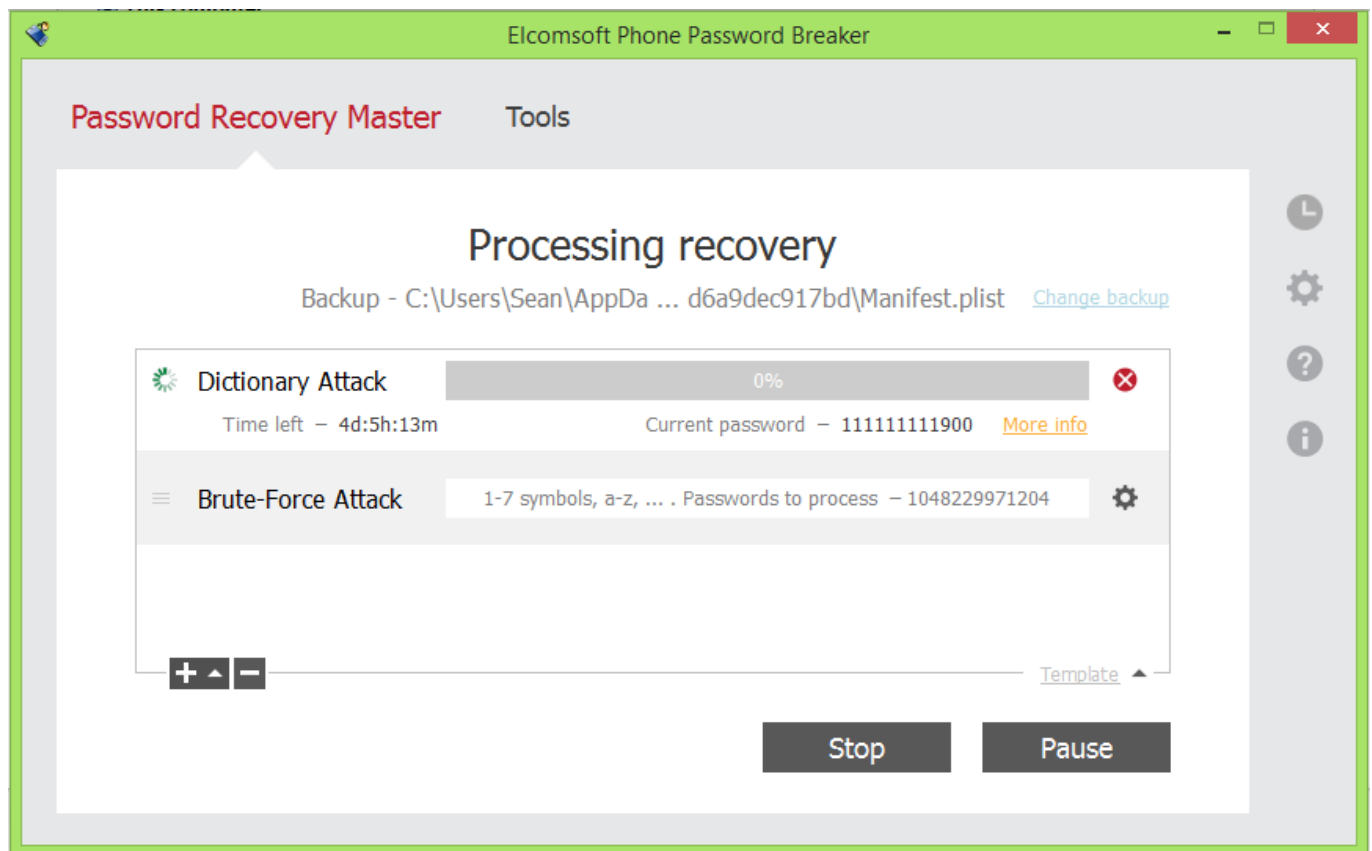 Elcomsoft Phone Password Breaker
Password Recovery Master Tools
Processing recovery
Backup - C:\Users\Sean\AppDa ... d6a9dec917bd\Manifest.plist Change backup
Dictionary Attack 0%
Time left – 4d:5h:13m Current password – 111111111900 More info
Brute-Force Attack 1-7 symbols, a-z, ... . Passwords to process – 1048229971204
Template
Stop Pause